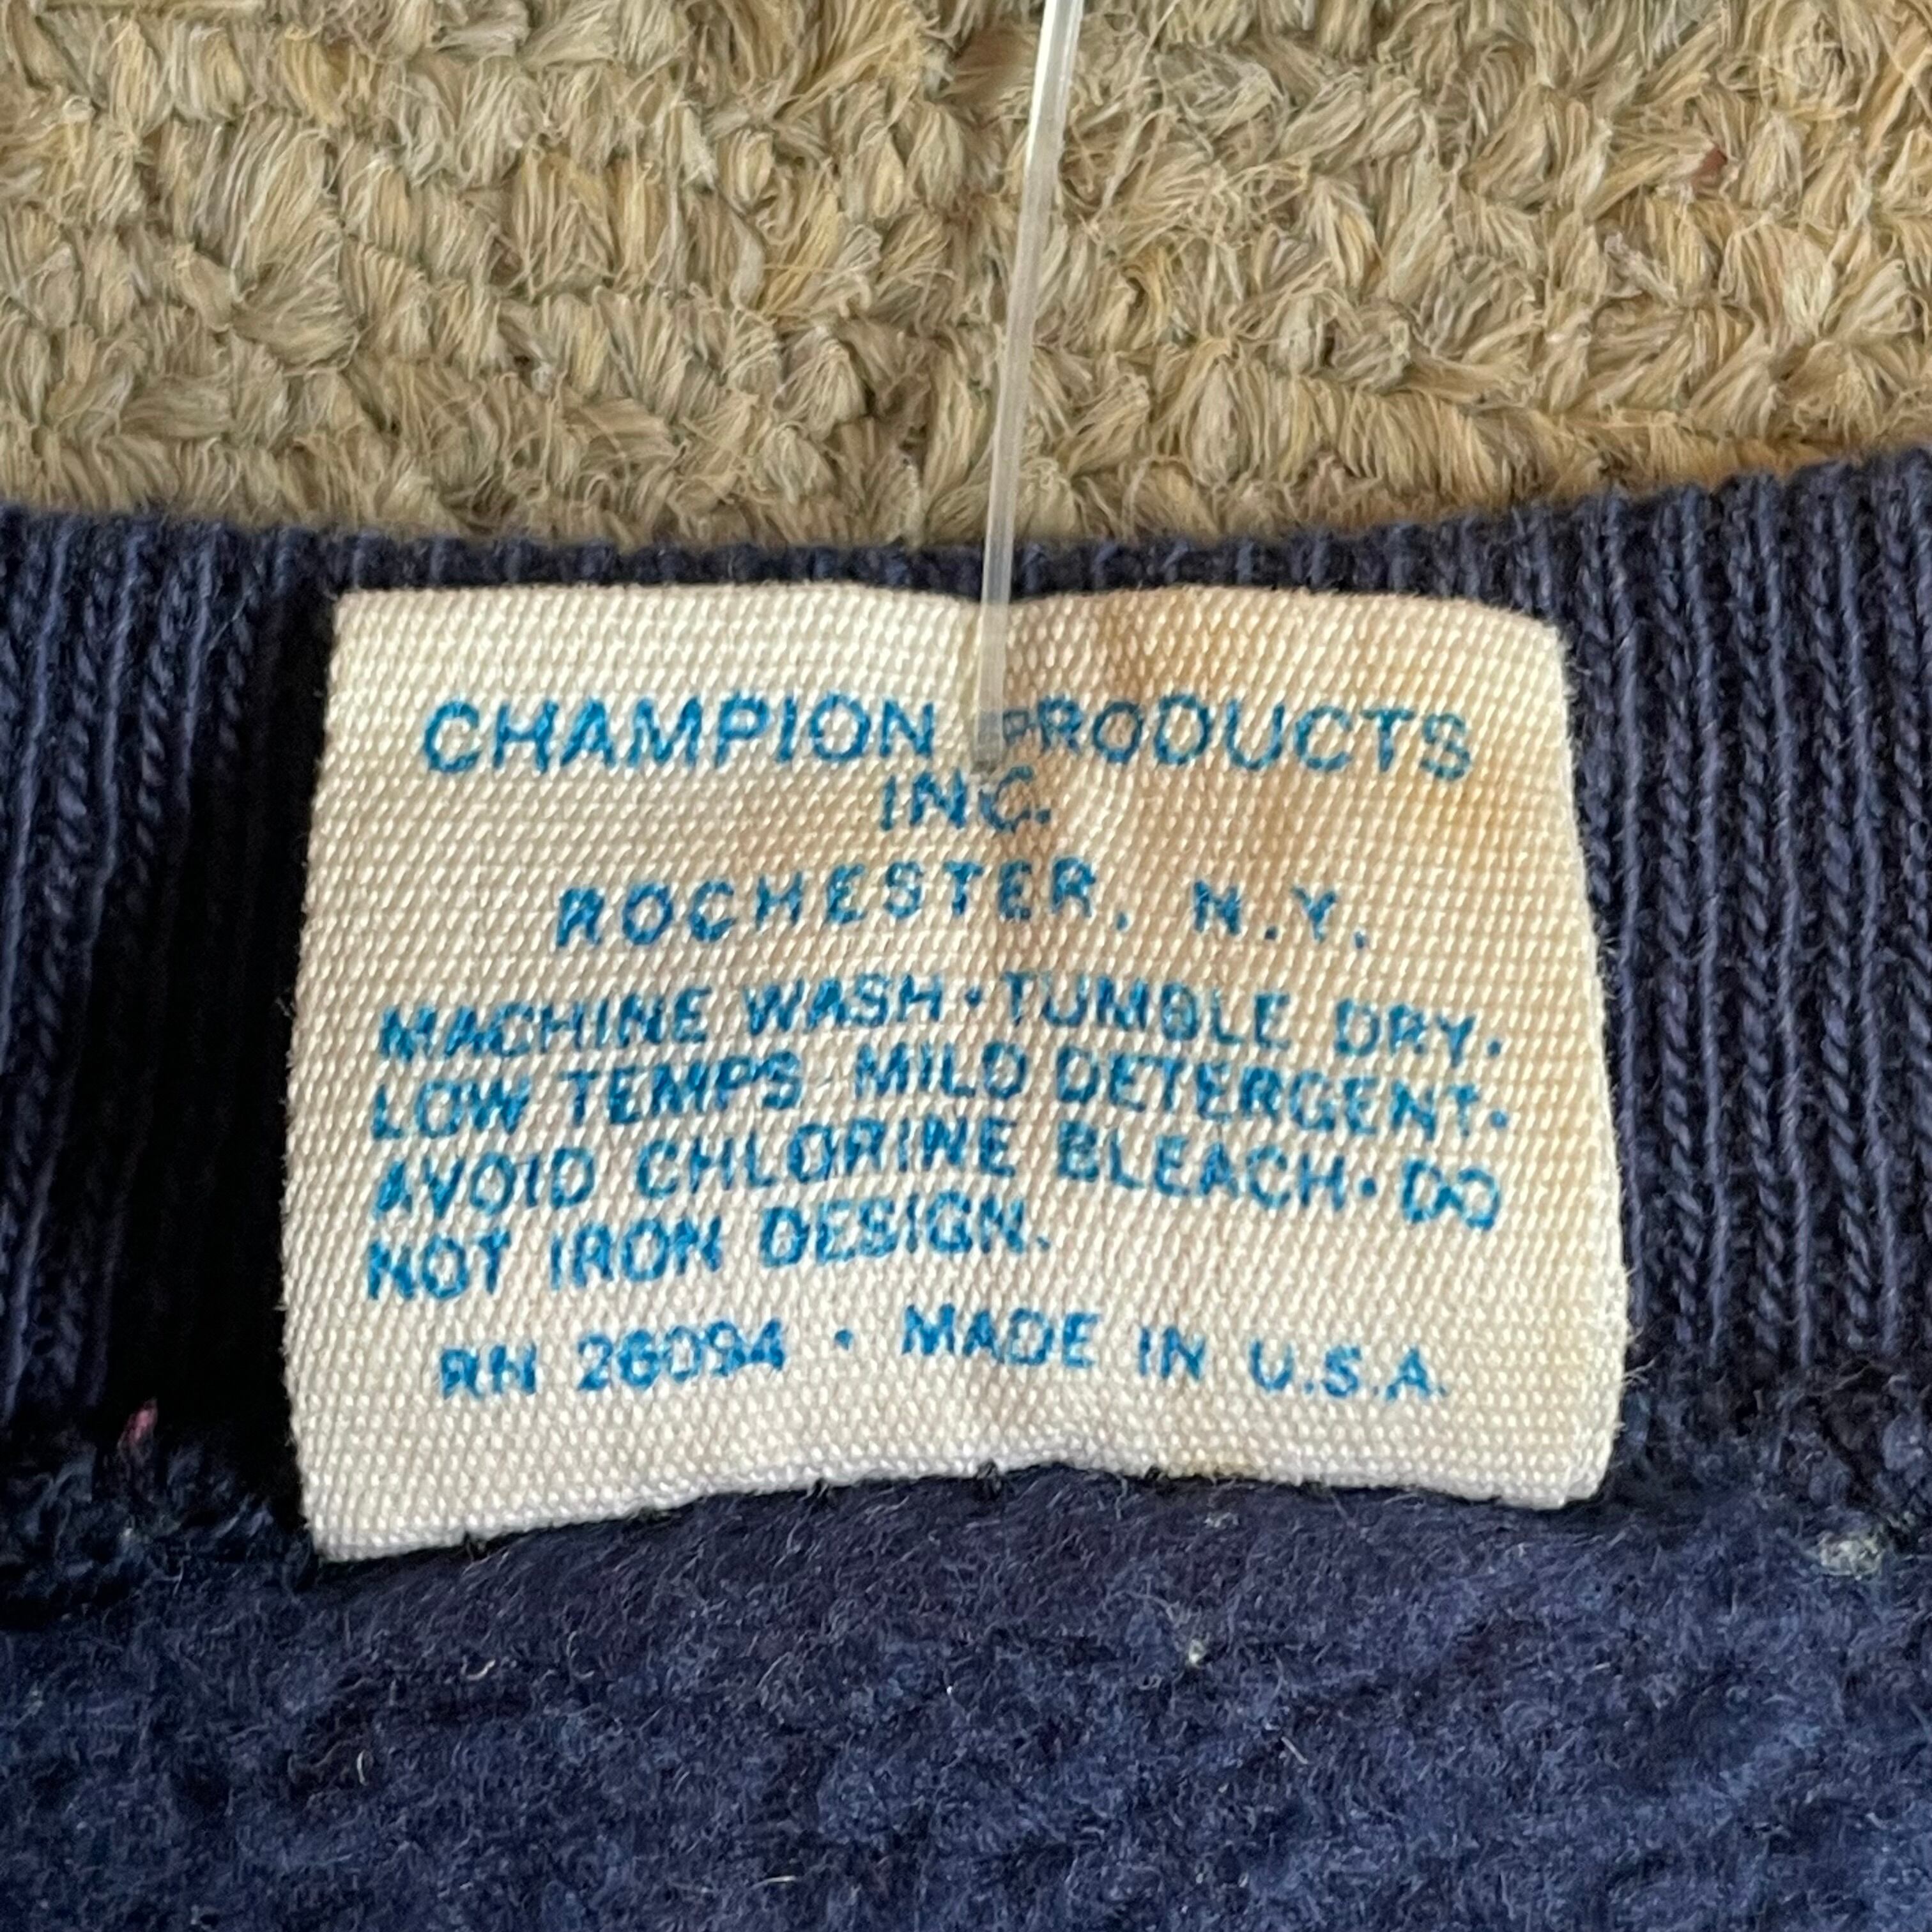 CHAMPION PRODUCTS
INC.
ROCHESTER, N.Y.
MACHINE WASH • TUMBLE DRY •
LOW TEMPS MILD DETERGENT •
AVOID CHLORINE BLEACH • DO
NOT IRON DESIGN.
RN 26094 • MADE IN U.S.A.